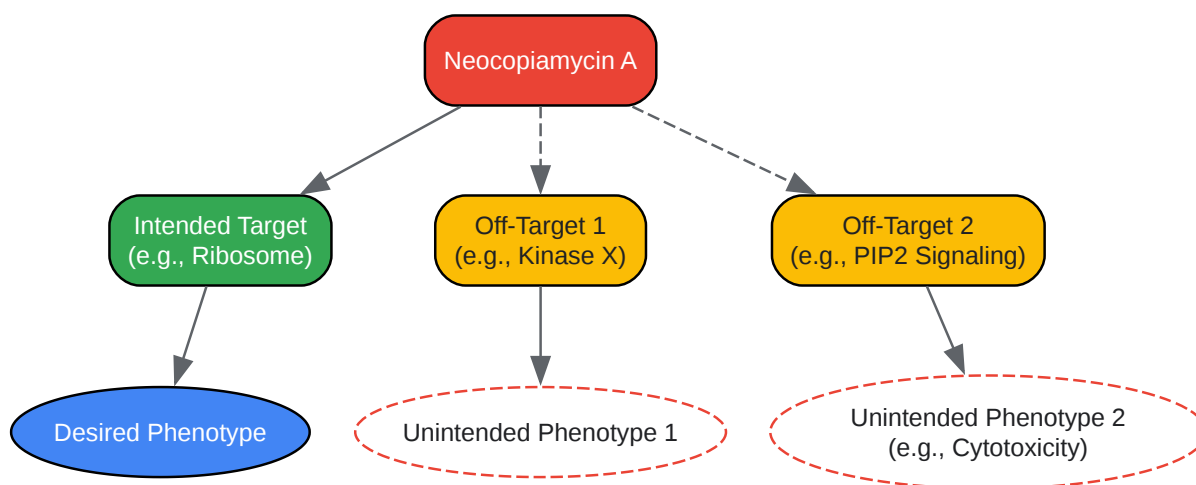 Neocopiamycin A
Intended Target
(e.g., Ribosome)
Off-Target 1
(e.g., Kinase X)
Off-Target 2
(e.g., PIP2 Signaling)
Desired Phenotype
Unintended Phenotype 1
Unintended Phenotype 2
(e.g., Cytotoxicity)